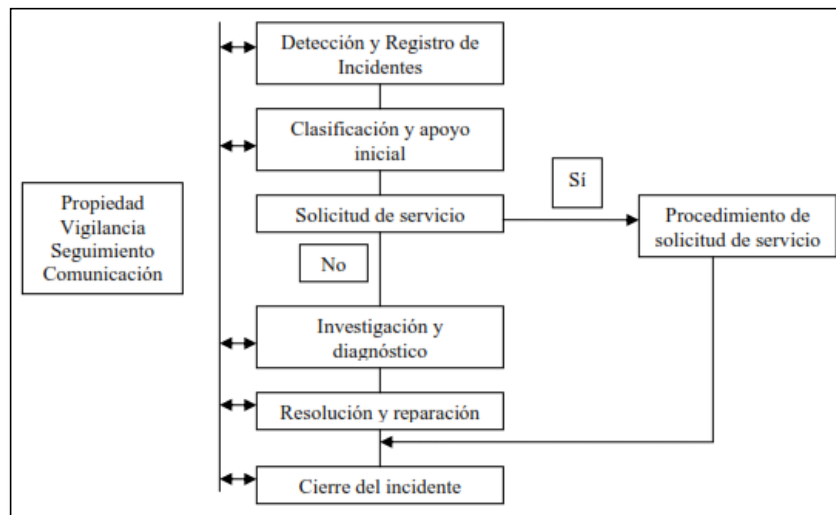 Detección y Registro de
Incidentes
Clasificación y apoyo
inicial
Sí
Solicitud de servicio
Procedimiento de
solicitud de servicio
Propiedad
Vigilancia
Seguimiento
Comunicación
No
Investigación y
diagnóstico
Resolución y reparación
Cierre del incidente